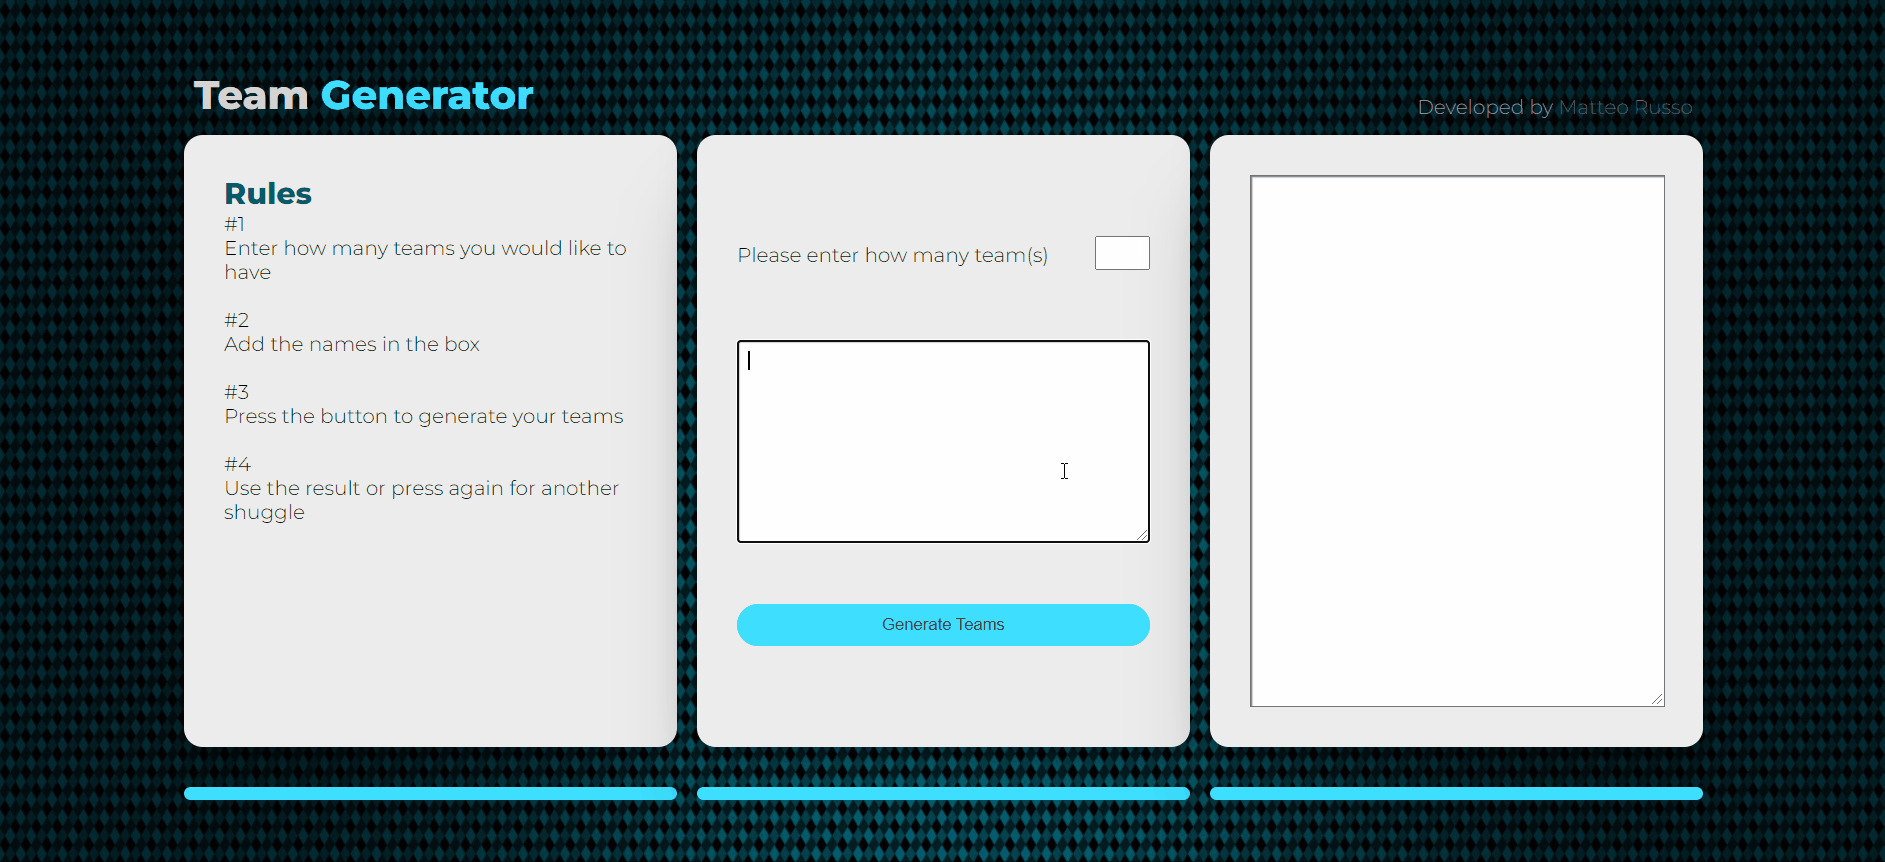 Team Generator
Developed by Matteo Russo
Rules
#1
Enter how many teams you would like to
have
#2
Add the names in the box
#3
Press the button to generate your teams
#4
Use the result or press again for another
shuggle
Please enter how many team(s)
Generate Teams